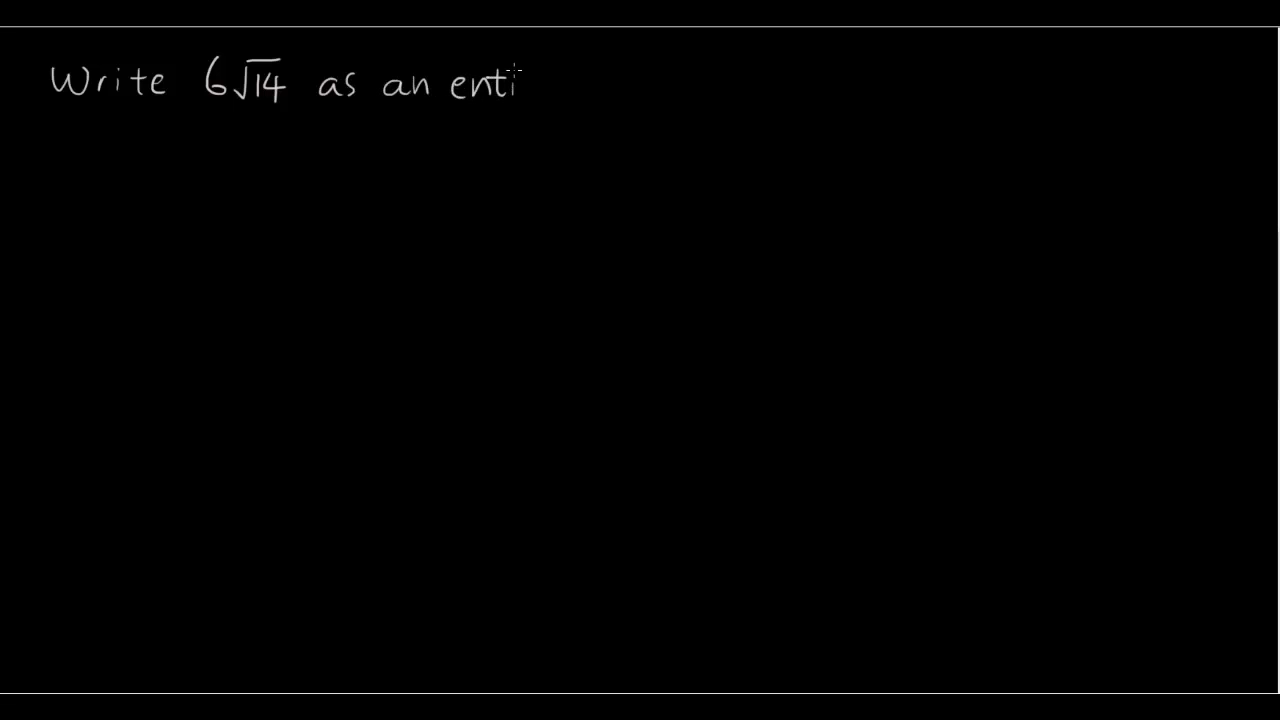 Write 6√14 as an enti